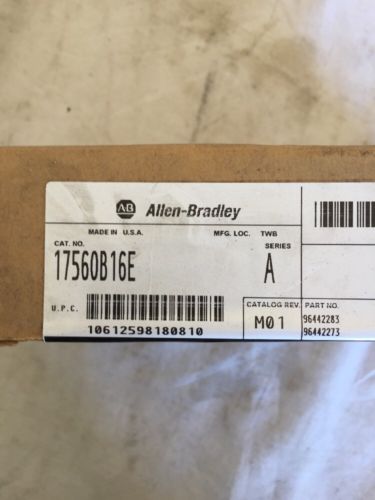 AB Allen-Bradley
MADE IN U.S.A. MFG. LOC. TWB
CAT. NO. SERIES
17560B16E A
U.P.C. CATALOG REV. PART NO.
10612598180810 M01 96442283
96442273